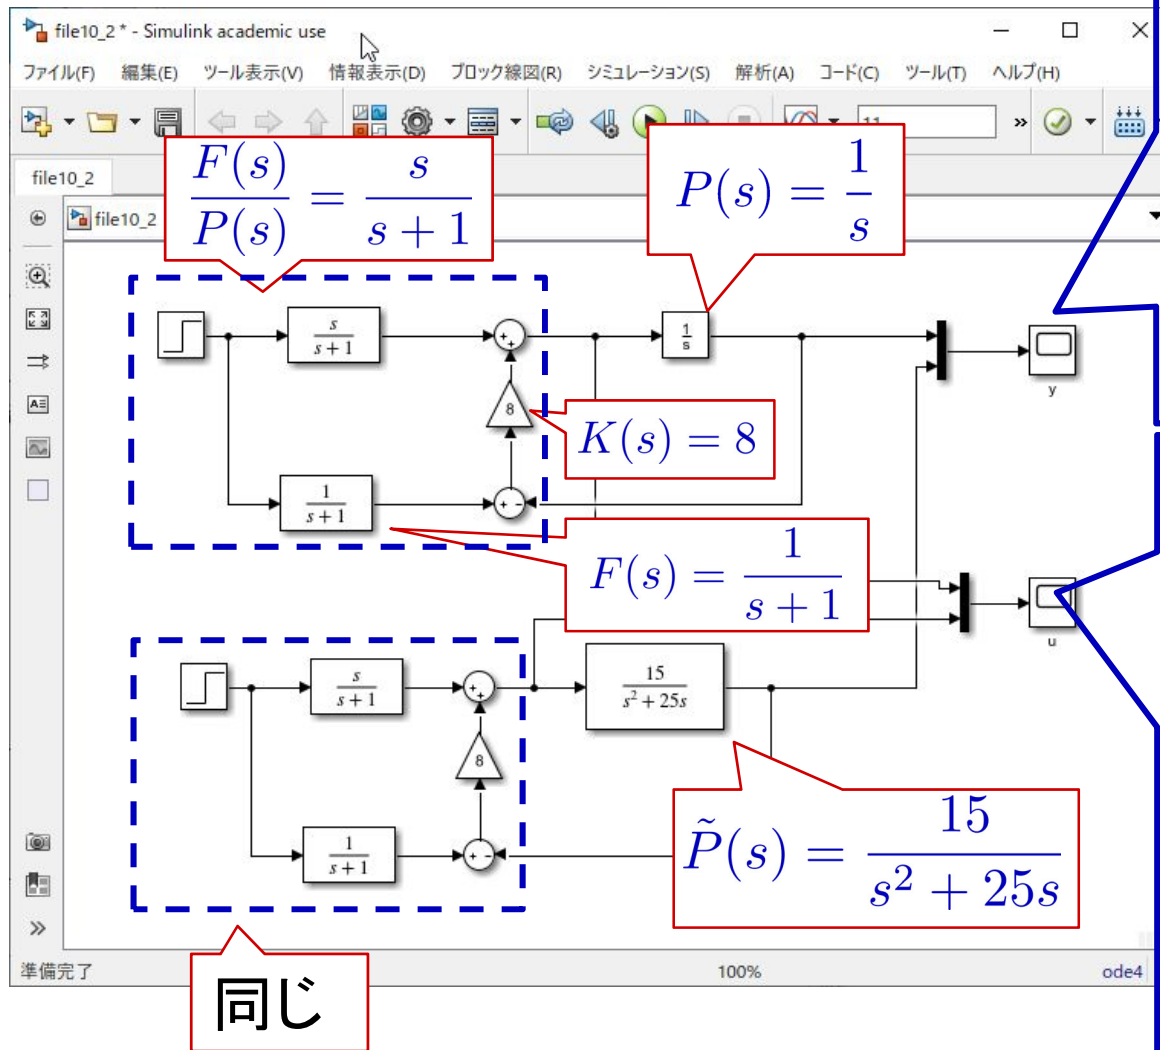 file10_2 * - Simulink academic use
ファイル(F) 編集(E) ツール表示(V) 情報表示(D) ブロック線図(R) シミュレーション(S) 解析(A) コード(C) ツール(T) ヘルプ(H)
»
file10_2
file10_2
F(s)/P(s) = s/(s + 1)
P(s) = 1/s
s/(s + 1)
+
+
1/s
y
8
K(s) = 8
1/(s + 1)
+ -
F(s) = 1/(s + 1)
u
s/(s + 1)
+
+
15/(s² + 25s)
8
1/(s + 1)
+ -
P̃(s) = 15/(s² + 25s)
»
準備完了 100% ode4
同じ